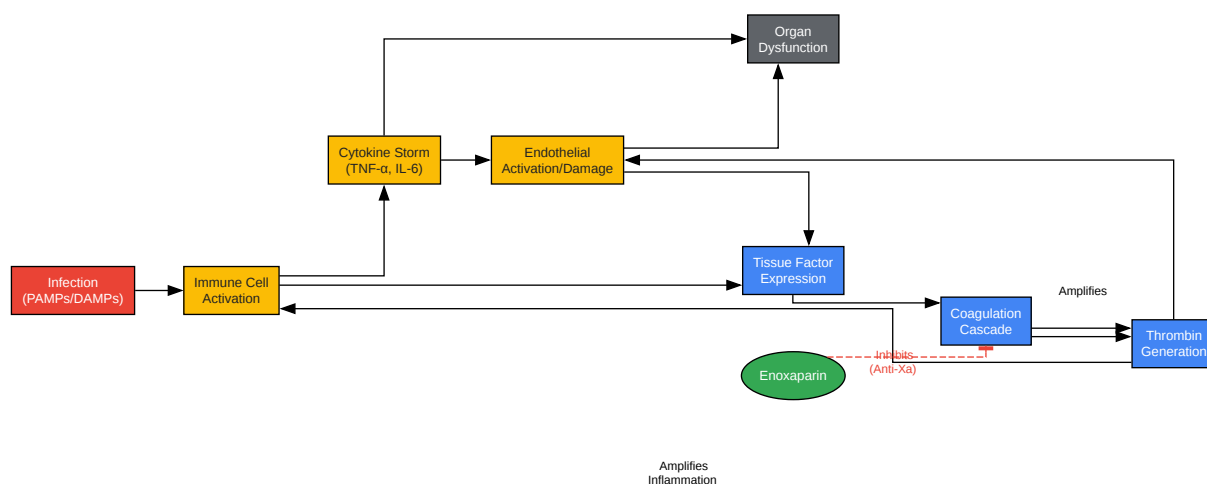 Organ
Dysfunction
Cytokine Storm
(TNF-α, IL-6)
Endothelial
Activation/Damage
Infection
(PAMPs/DAMPs)
Immune Cell
Activation
Tissue Factor
Expression
Coagulation
Cascade
Amplifies
Thrombin
Generation
Enoxaparin
Inhibits
(Anti-Xa)
Amplifies
Inflammation